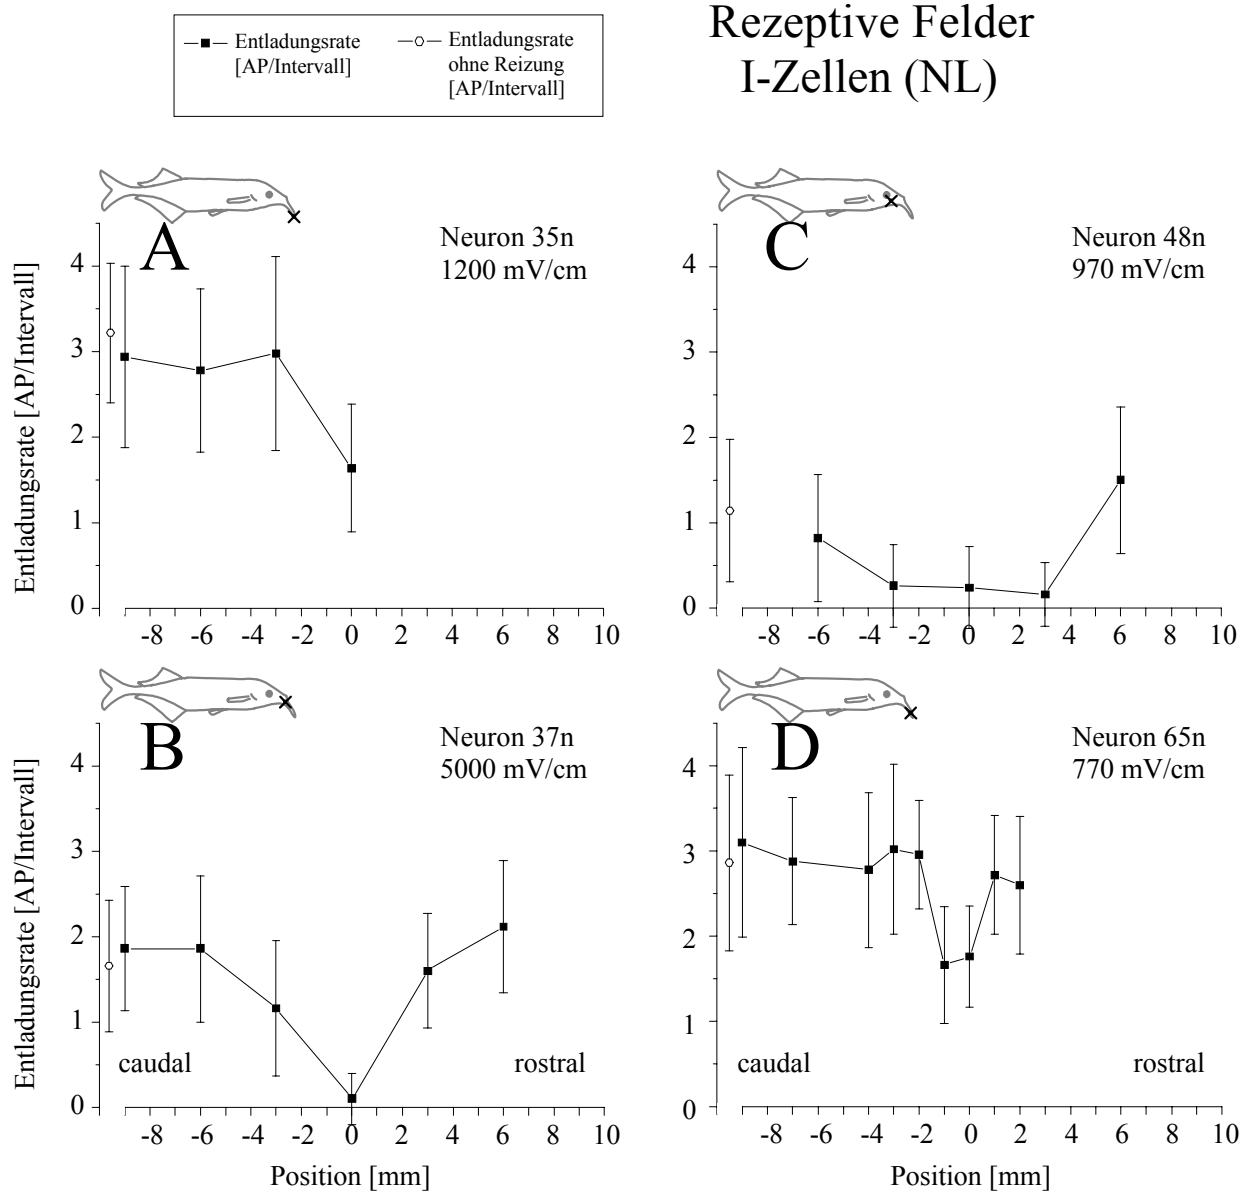 Rezeptive Felder
I-Zellen (NL)
Entladungsrate
[AP/Intervall]
Entladungsrate
ohne Reizung
[AP/Intervall]
A
Neuron 35n
1200 mV/cm
Entladungsrate [AP/Intervall]
4
3
2
1
0
-8 -6 -4 -2 0 2 4 6 8 10
C
Neuron 48n
970 mV/cm
4
3
2
1
0
-8 -6 -4 -2 0 2 4 6 8 10
B
Neuron 37n
5000 mV/cm
Entladungsrate [AP/Intervall]
4
3
2
1
0
caudal rostral
-8 -6 -4 -2 0 2 4 6 8 10
Position [mm]
D
Neuron 65n
770 mV/cm
4
3
2
1
0
caudal rostral
-8 -6 -4 -2 0 2 4 6 8 10
Position [mm]